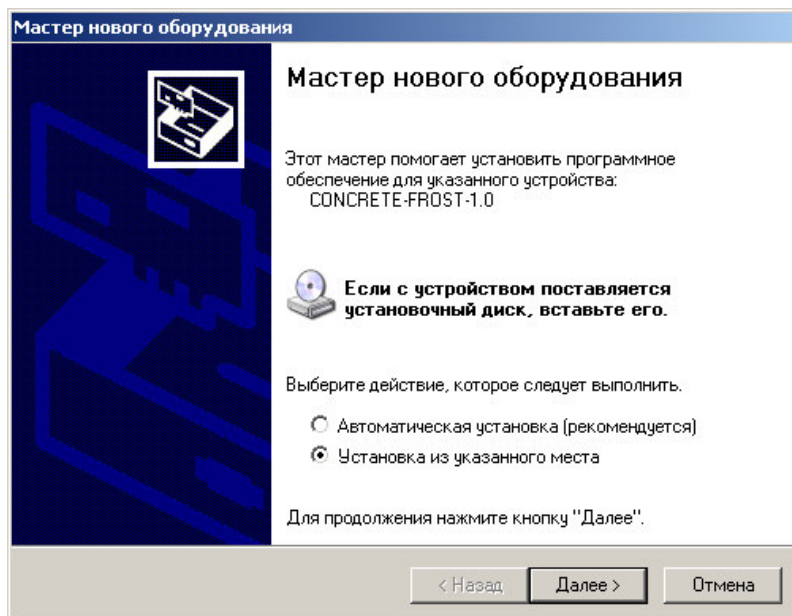 Мастер нового оборудования
Мастер нового оборудования
Этот мастер помогает установить программное
обеспечение для указанного устройства:
CONCRETE-FROST-1.0
Если с устройством поставляется
установочный диск, вставьте его.
Выберите действие, которое следует выполнить.
Автоматическая установка (рекомендуется)
Установка из указанного места
Для продолжения нажмите кнопку "Далее".
< Назад
Далее >
Отмена